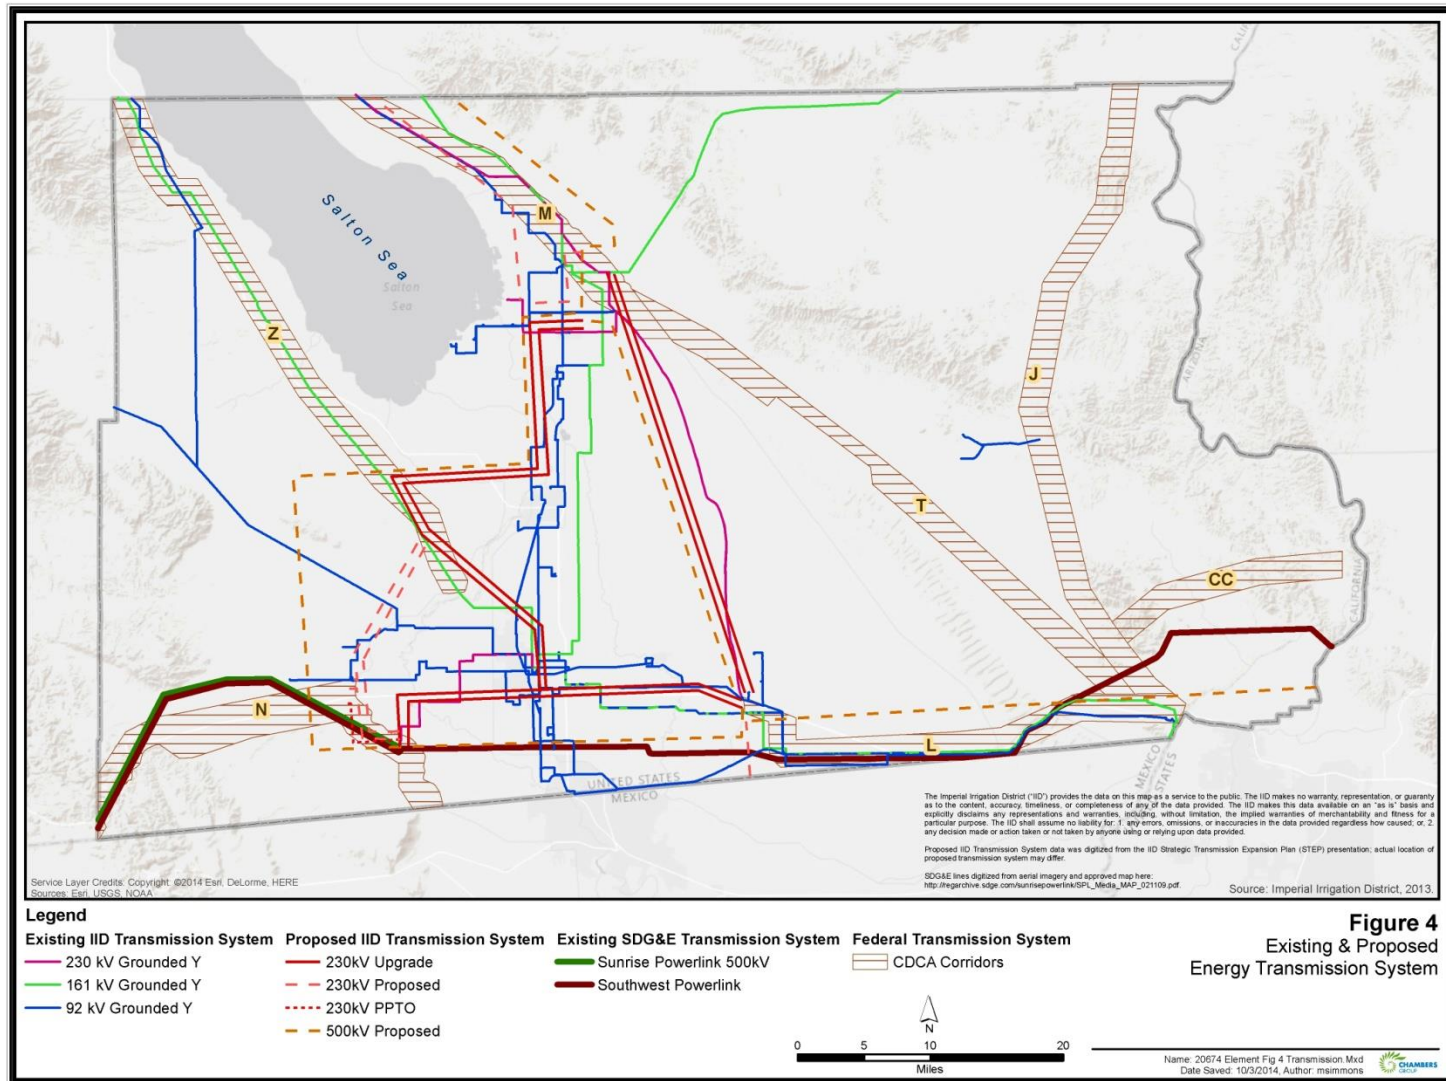 CALIF
M
Salton Sea
Salton
Sea
Z
J
ARIZONA
T
CC
CALIFORNIA
N
L
UNITED STATES
MEXICO
MEXICO
STATES
The Imperial Irrigation District ("IID") provides the data on this map as a service to the public. The IID makes no warranty, representation, or guaranty
as to the content, accuracy, timeliness, or completeness of any of the data provided. The IID makes this data available on an "as is" basis and
explicitly disclaims any representations and warranties, including, without limitation, the implied warranties of merchantability and fitness for a
particular purpose. The IID shall assume no liability for: 1. any errors, omissions, or inaccuracies in the data provided regardless how caused; or, 2.
any decision made or action taken or not taken by anyone using or relying upon data provided.
Proposed IID Transmission System data was digitized from the IID Strategic Transmission Expansion Plan (STEP) presentation; actual location of
proposed transmission system may differ.
SDG&E lines digitized from aerial imagery and approved map here:
http://regarchive.sdge.com/sunrisepowerlink/SPL_Media_MAP_021109.pdf.
Service Layer Credits: Copyright: ©2014 Esri, DeLorme, HERE
Sources: Esri, USGS, NOAA
Source: Imperial Irrigation District, 2013.
Legend
Existing IID Transmission System
230 kV Grounded Y
161 kV Grounded Y
92 kV Grounded Y
Proposed IID Transmission System
230kV Upgrade
230kV Proposed
230kV PPTO
500kV Proposed
Existing SDG&E Transmission System
Sunrise Powerlink 500kV
Southwest Powerlink
Federal Transmission System
CDCA Corridors
Figure 4
Existing & Proposed
Energy Transmission System
N
0 5 10 20
Miles
Name: 20674 Element Fig 4 Transmission.Mxd
Date Saved: 10/3/2014, Author: msimmons
CHAMBERS
GROUP